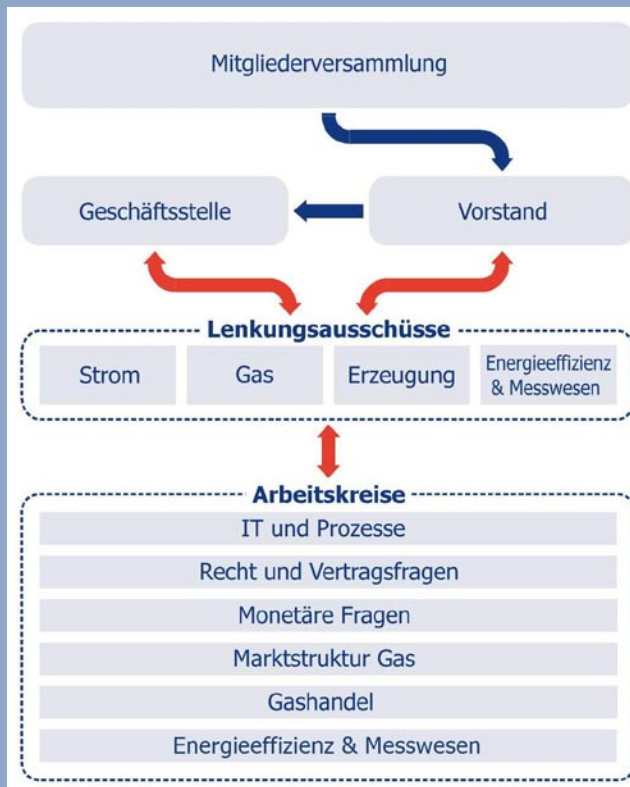 Mitgliederversammlung
Geschäftsstelle
Vorstand
Lenkungsausschüsse
Strom
Gas
Erzeugung
Energieeffizienz
& Messwesen
Arbeitskreise
IT und Prozesse
Recht und Vertragsfragen
Monetäre Fragen
Marktstruktur Gas
Gashandel
Energieeffizienz & Messwesen